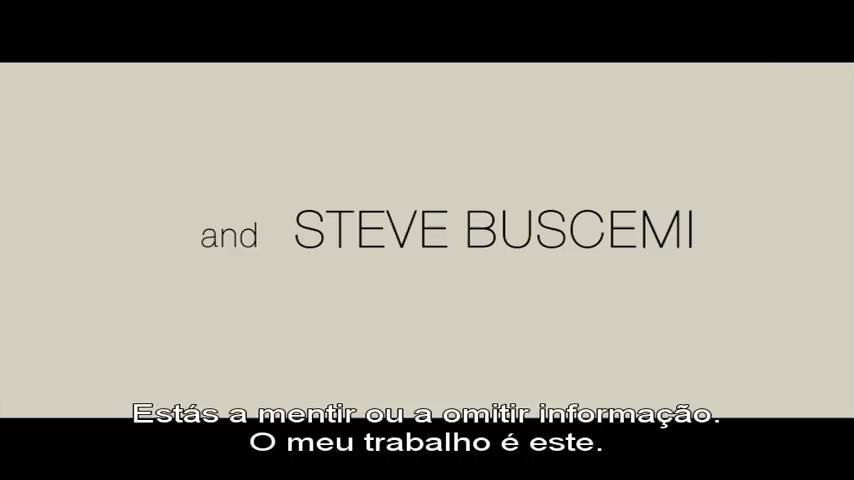 and STEVE BUSCEMI
Estás a mentir ou a omitir informação.
O meu trabalho é este.